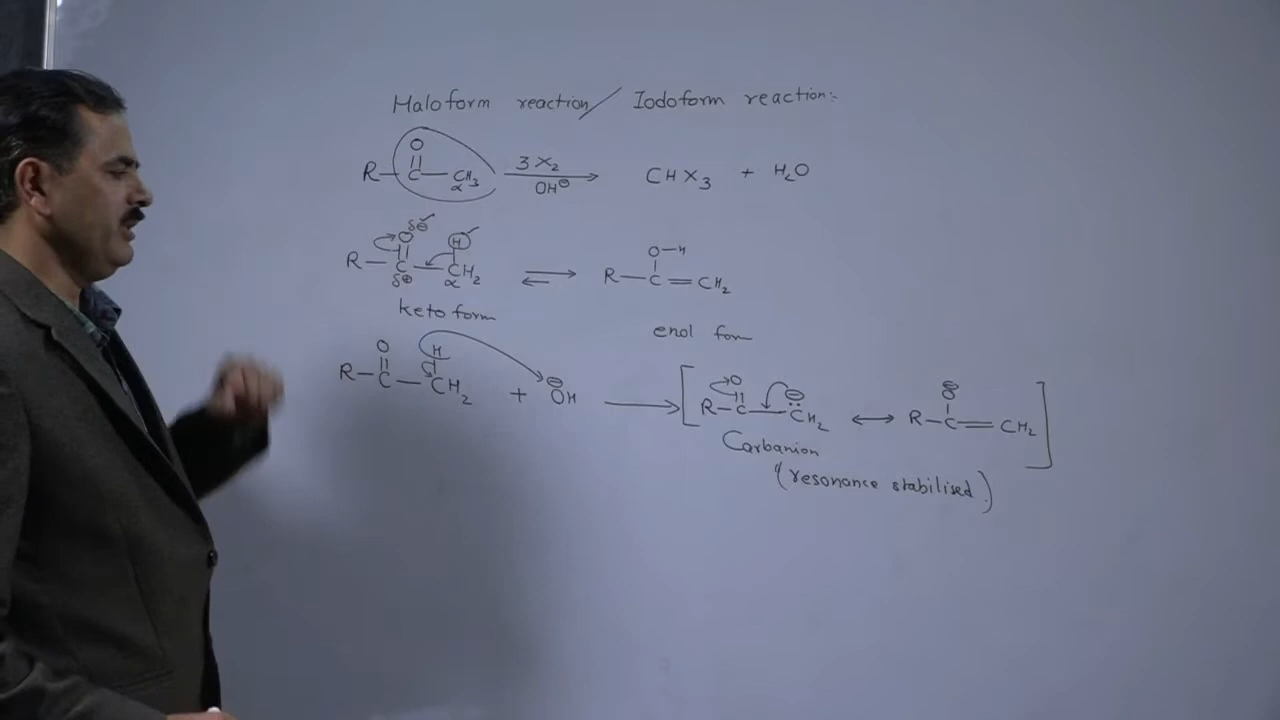 Haloform reaction / Iodoform reaction:-
O
R—C—CH3 3X2 → CHX3 + H2O
α OH⊖
δ⊖
O H O—H
R—C—CH2 ⇌ R—C=CH2
δ⊕ α
keto form enol form
O H
R—C—CH2 + ⊖OH → [R—C—CH2 ↔ R—C=CH2]
O ⊖ O⊖
Carbanion
(resonance stabilised)